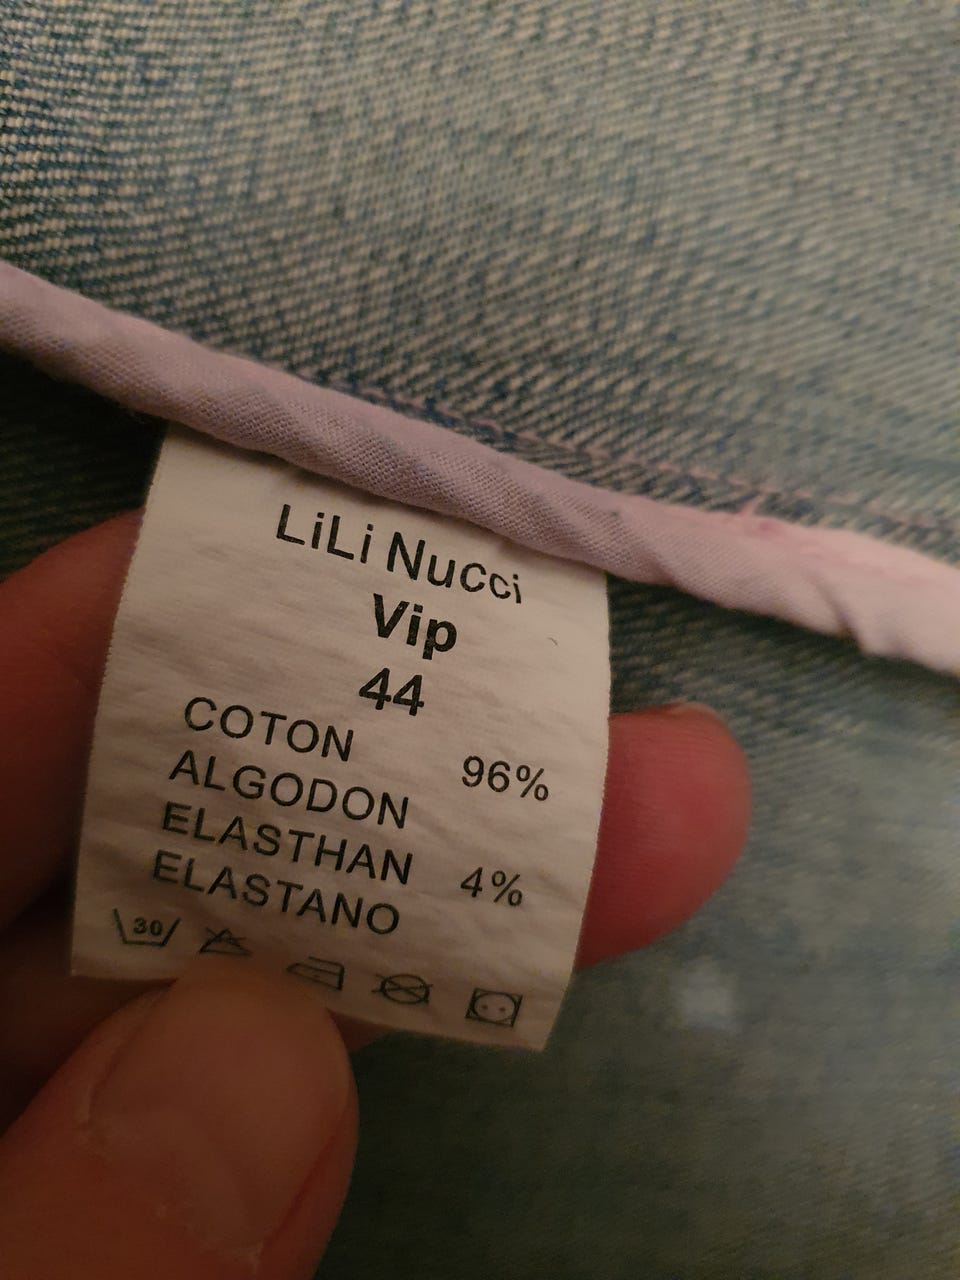 LiLi Nucci
Vip
44
COTON
ALGODON 96%
ELASTHAN
ELASTANO 4%
30